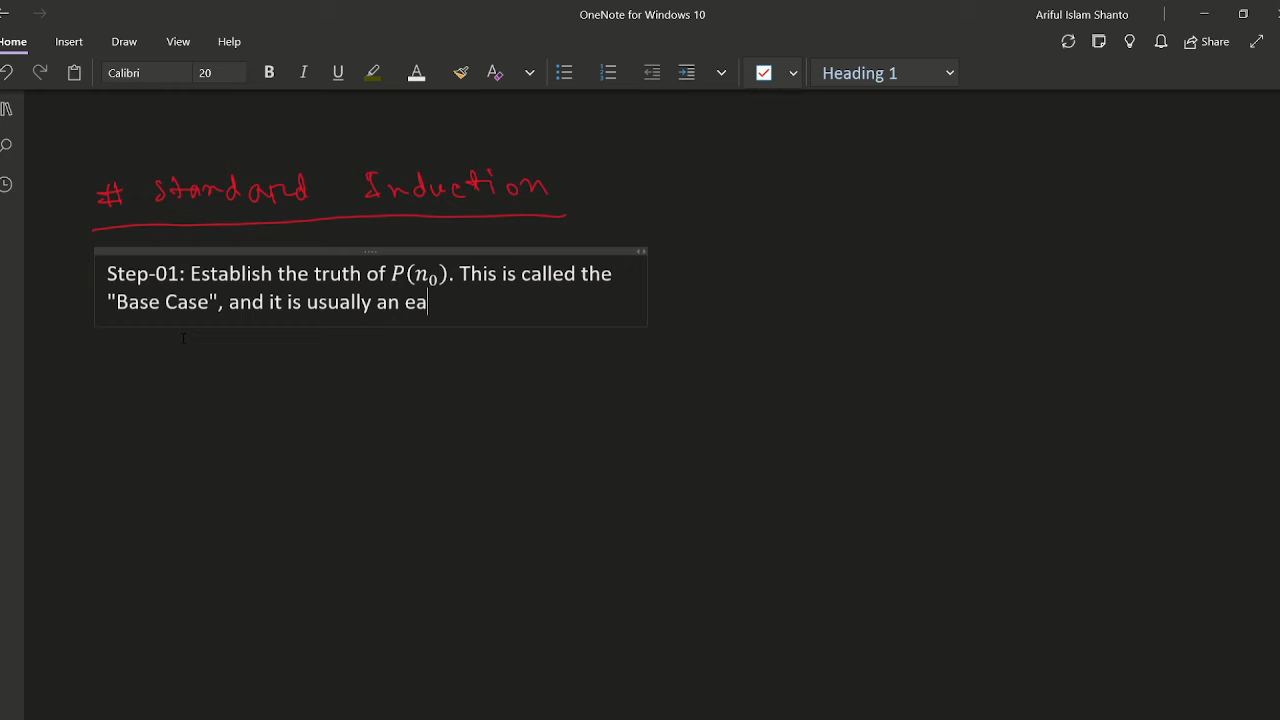 OneNote for Windows 10
Ariful Islam Shanto
Home Insert Draw View Help
Share
Calibri 20 B I U A A Heading 1
# Standard Induction
Step-01: Establish the truth of P(n₀). This is called the
"Base Case", and it is usually an ea